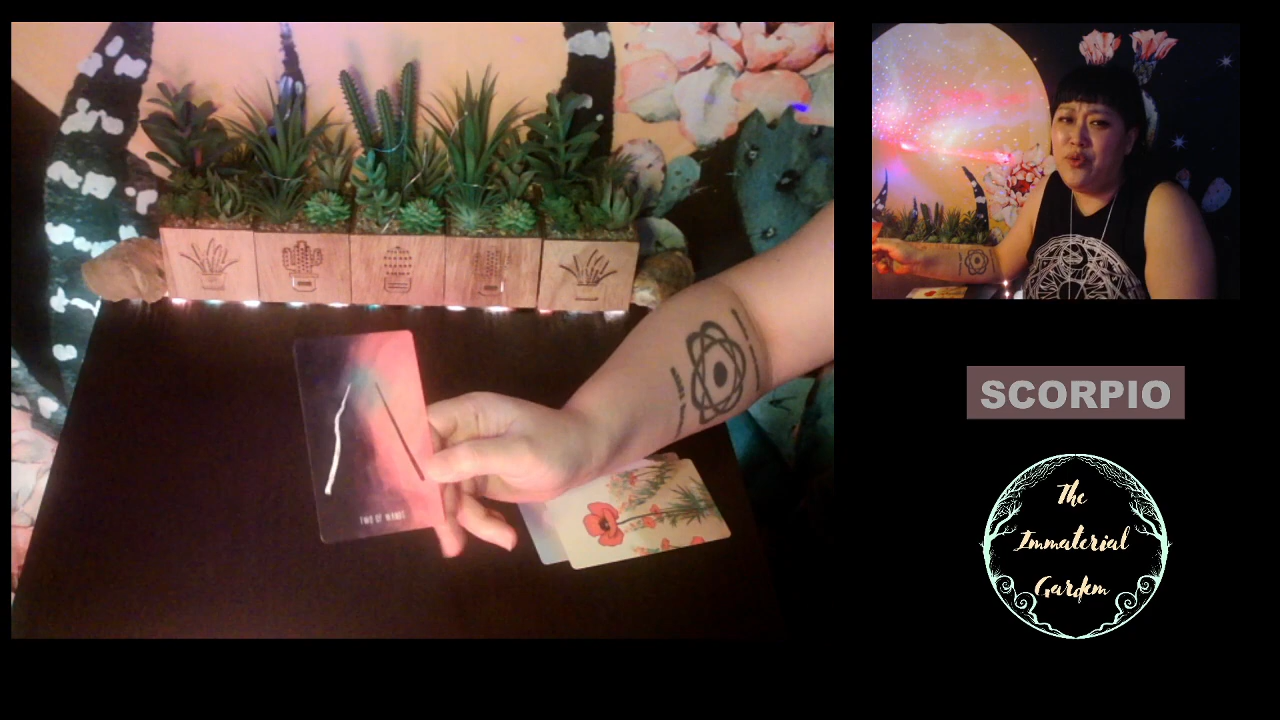 TWO OF WANDS
SCORPIO
The
Immaterial
Garden